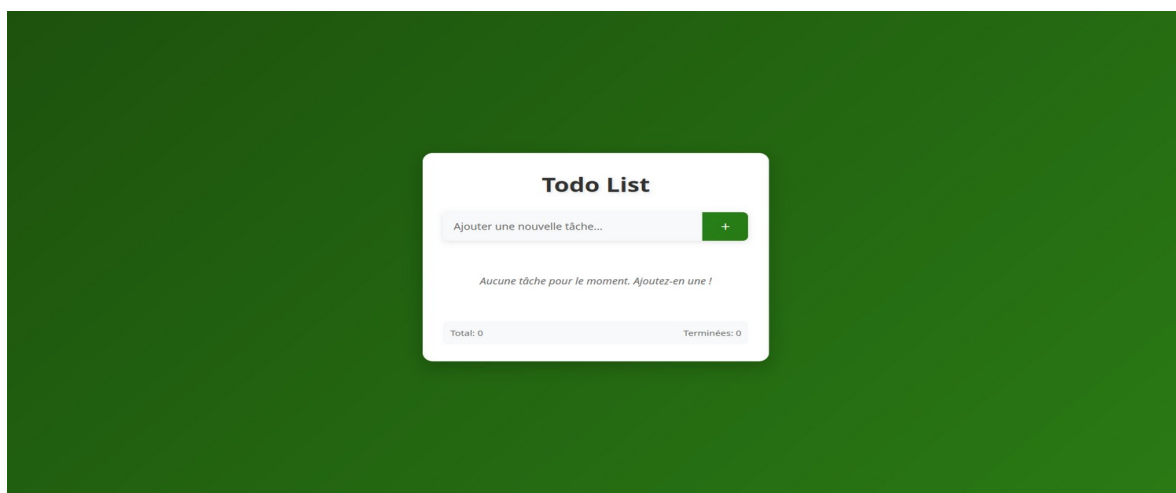 Todo List
Ajouter une nouvelle tâche...
+
Aucune tâche pour le moment. Ajoutez-en une !
Total: 0
Terminées: 0